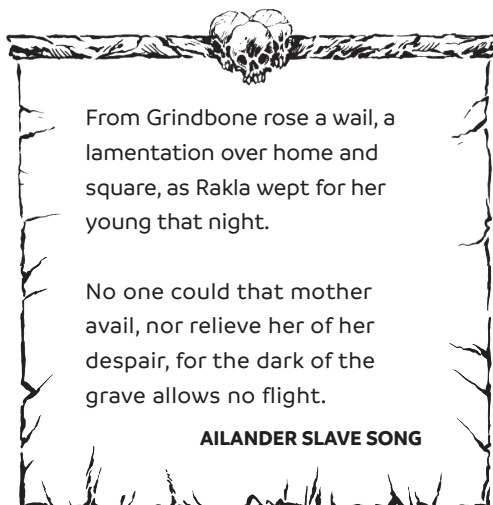 From Grindbone rose a wail, a
lamentation over home and
square, as Rakla wept for her
young that night.
No one could that mother
avail, nor relieve her of her
despair, for the dark of the
grave allows no flight.
AILANDER SLAVE SONG